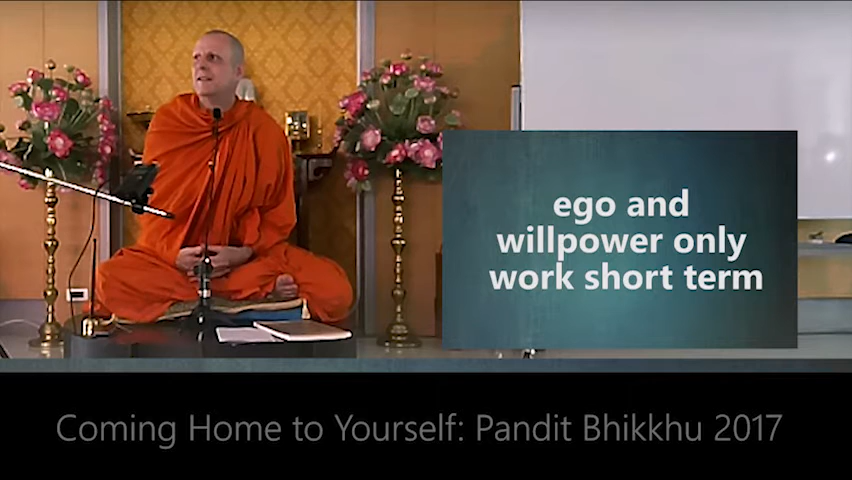 ego and
willpower only
work short term
Coming Home to Yourself: Pandit Bhikkhu 2017